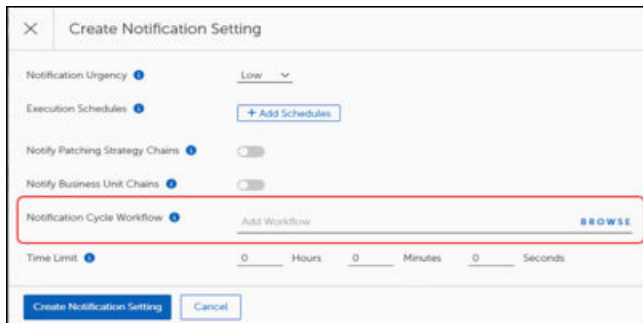 Create Notification Setting
Notification Urgency Low
Execution Schedules + Add Schedules
Notify Patching Strategy Chains
Notify Business Unit Chains
Notification Cycle Workflow Add Workflow BROWSE
Time Limit 0 Hours 0 Minutes 0 Seconds
Create Notification Setting Cancel